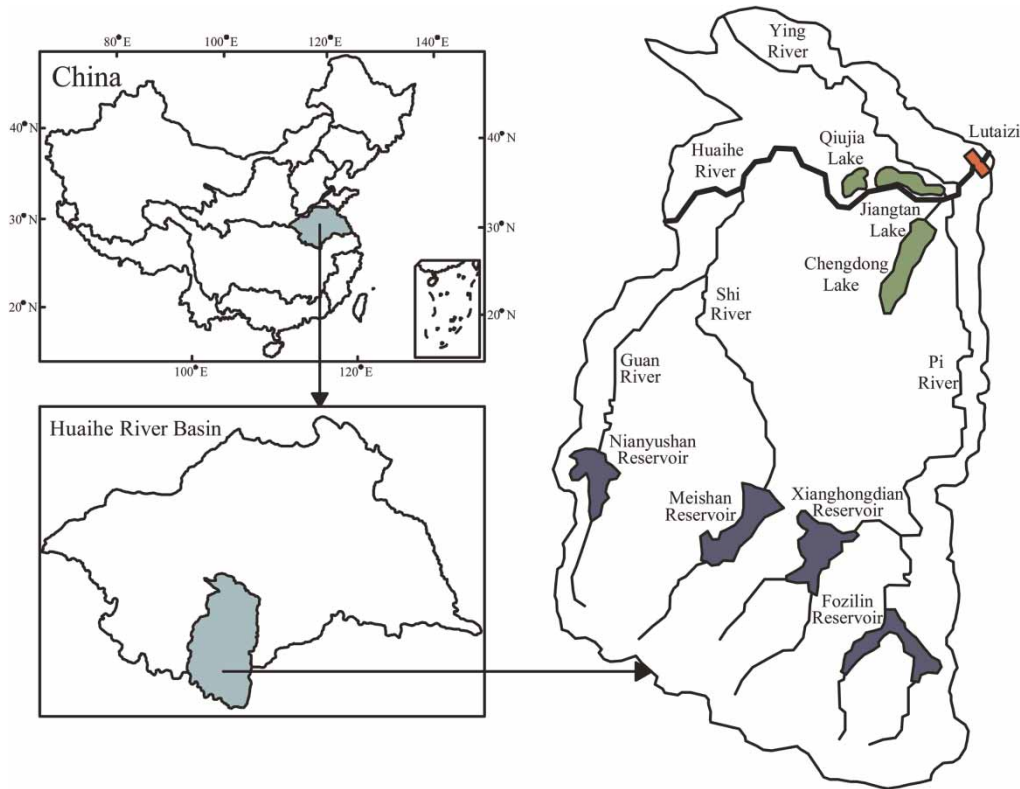 80°E
100°E
120°E
140°E
China
40°N
40°N
30°N
30°N
20°N
20°N
100°E
120°E
Huaihe River Basin
Ying
River
Lutaizi
Qiujia
Lake
Huaihe
River
Jiangtan
Lake
Chengdong
Lake
Shi
River
Guan
River
Pi
River
Nianyushan
Reservoir
Meishan
Reservoir
Xianghongdian
Reservoir
Fozilin
Reservoir